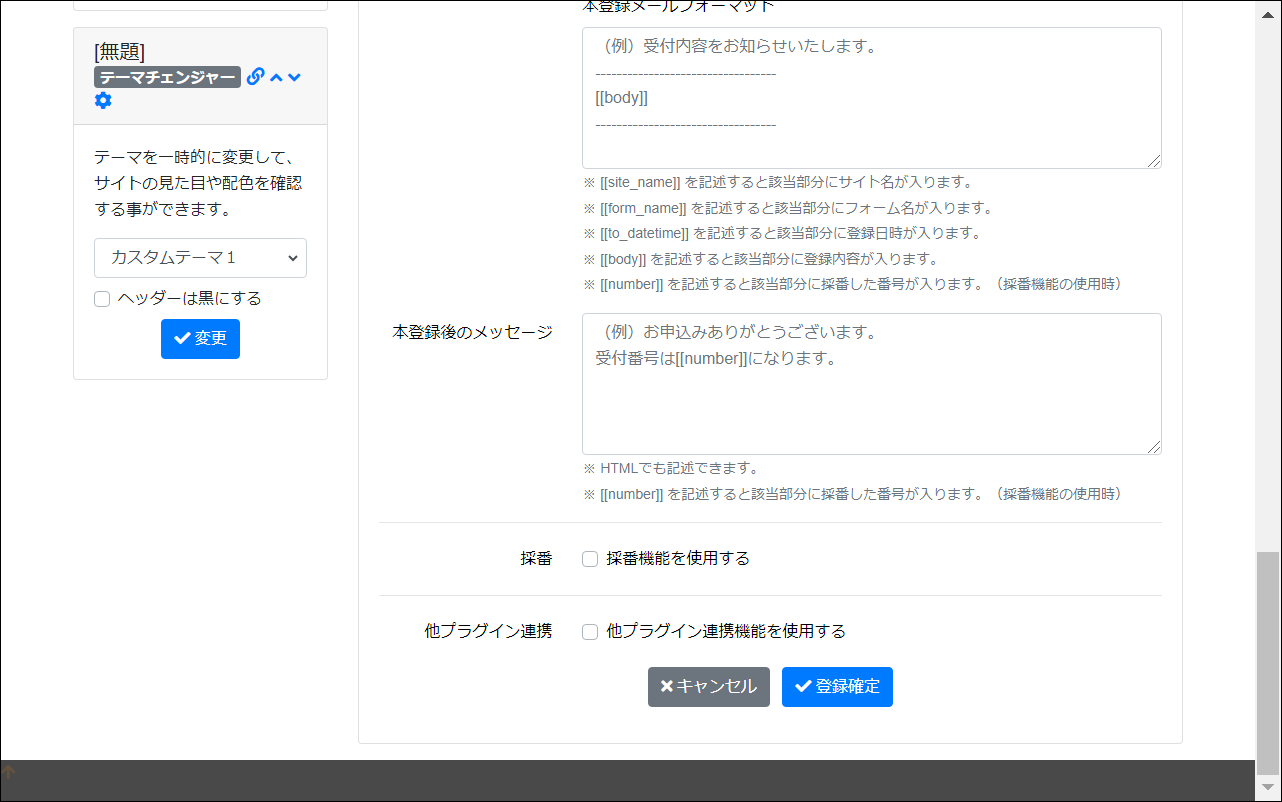 [無題]
テーマチェンジャー
テーマを一時的に変更して、
サイトの見た目や配色を確認
する事ができます。
カスタムテーマ１
ヘッダーは黒にする
変更
本登録メールフォーマット
（例）受付内容をお知らせいたします。
----------------------------------
[[body]]
----------------------------------
※ [[site_name]] を記述すると該当部分にサイト名が入ります。
※ [[form_name]] を記述すると該当部分にフォーム名が入ります。
※ [[to_datetime]] を記述すると該当部分に登録日時が入ります。
※ [[body]] を記述すると該当部分に登録内容が入ります。
※ [[number]] を記述すると該当部分に採番した番号が入ります。（採番機能の使用時）
本登録後のメッセージ
（例）お申込みありがとうございます。
受付番号は[[number]]になります。
※ HTMLでも記述できます。
※ [[number]] を記述すると該当部分に採番した番号が入ります。（採番機能の使用時）
採番
採番機能を使用する
他プラグイン連携
他プラグイン連携機能を使用する
キャンセル
登録確定